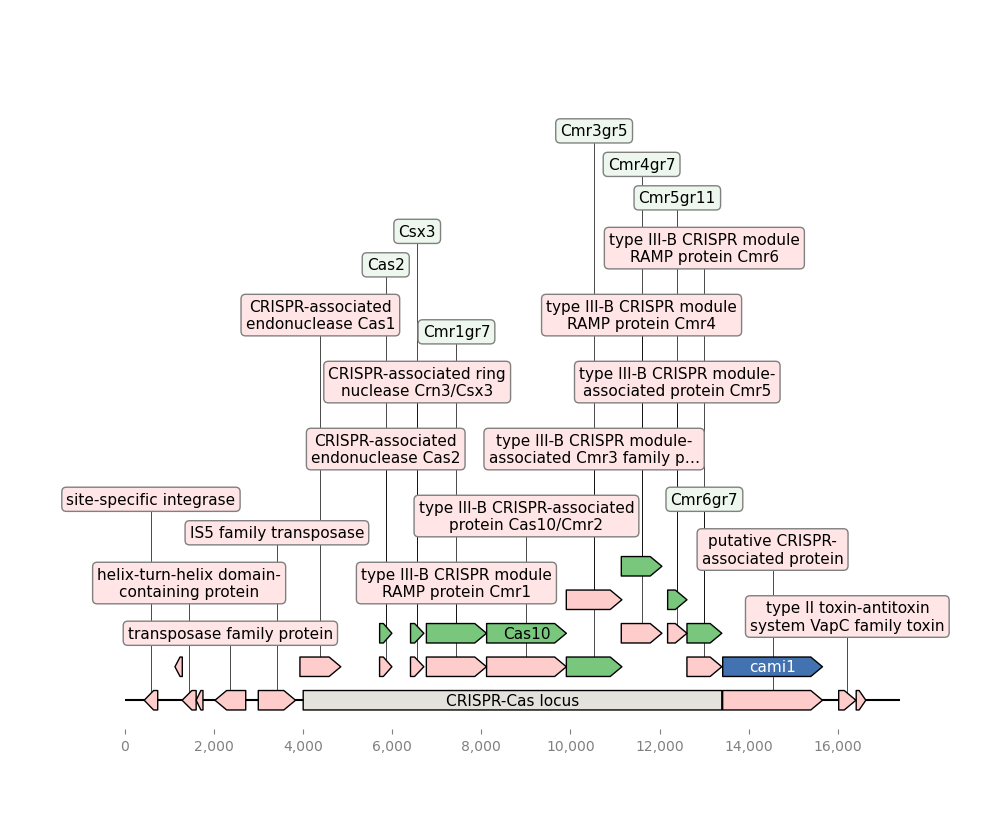 Cmr3gr5
Cmr4gr7
Cmr5gr11
Csx3
type III-B CRISPR module
RAMP protein Cmr6
Cas2
CRISPR-associated
endonuclease Cas1
type III-B CRISPR module
RAMP protein Cmr4
Cmr1gr7
CRISPR-associated ring
nuclease Crn3/Csx3
type III-B CRISPR module-
associated protein Cmr5
CRISPR-associated
endonuclease Cas2
type III-B CRISPR module-
associated Cmr3 family p...
site-specific integrase
Cmr6gr7
type III-B CRISPR-associated
protein Cas10/Cmr2
IS5 family transposase
putative CRISPR-
associated protein
helix-turn-helix domain-
containing protein
type III-B CRISPR module
RAMP protein Cmr1
type II toxin-antitoxin
system VapC family toxin
transposase family protein
Cas10
cami1
CRISPR-Cas locus
0 2,000 4,000 6,000 8,000 10,000 12,000 14,000 16,000